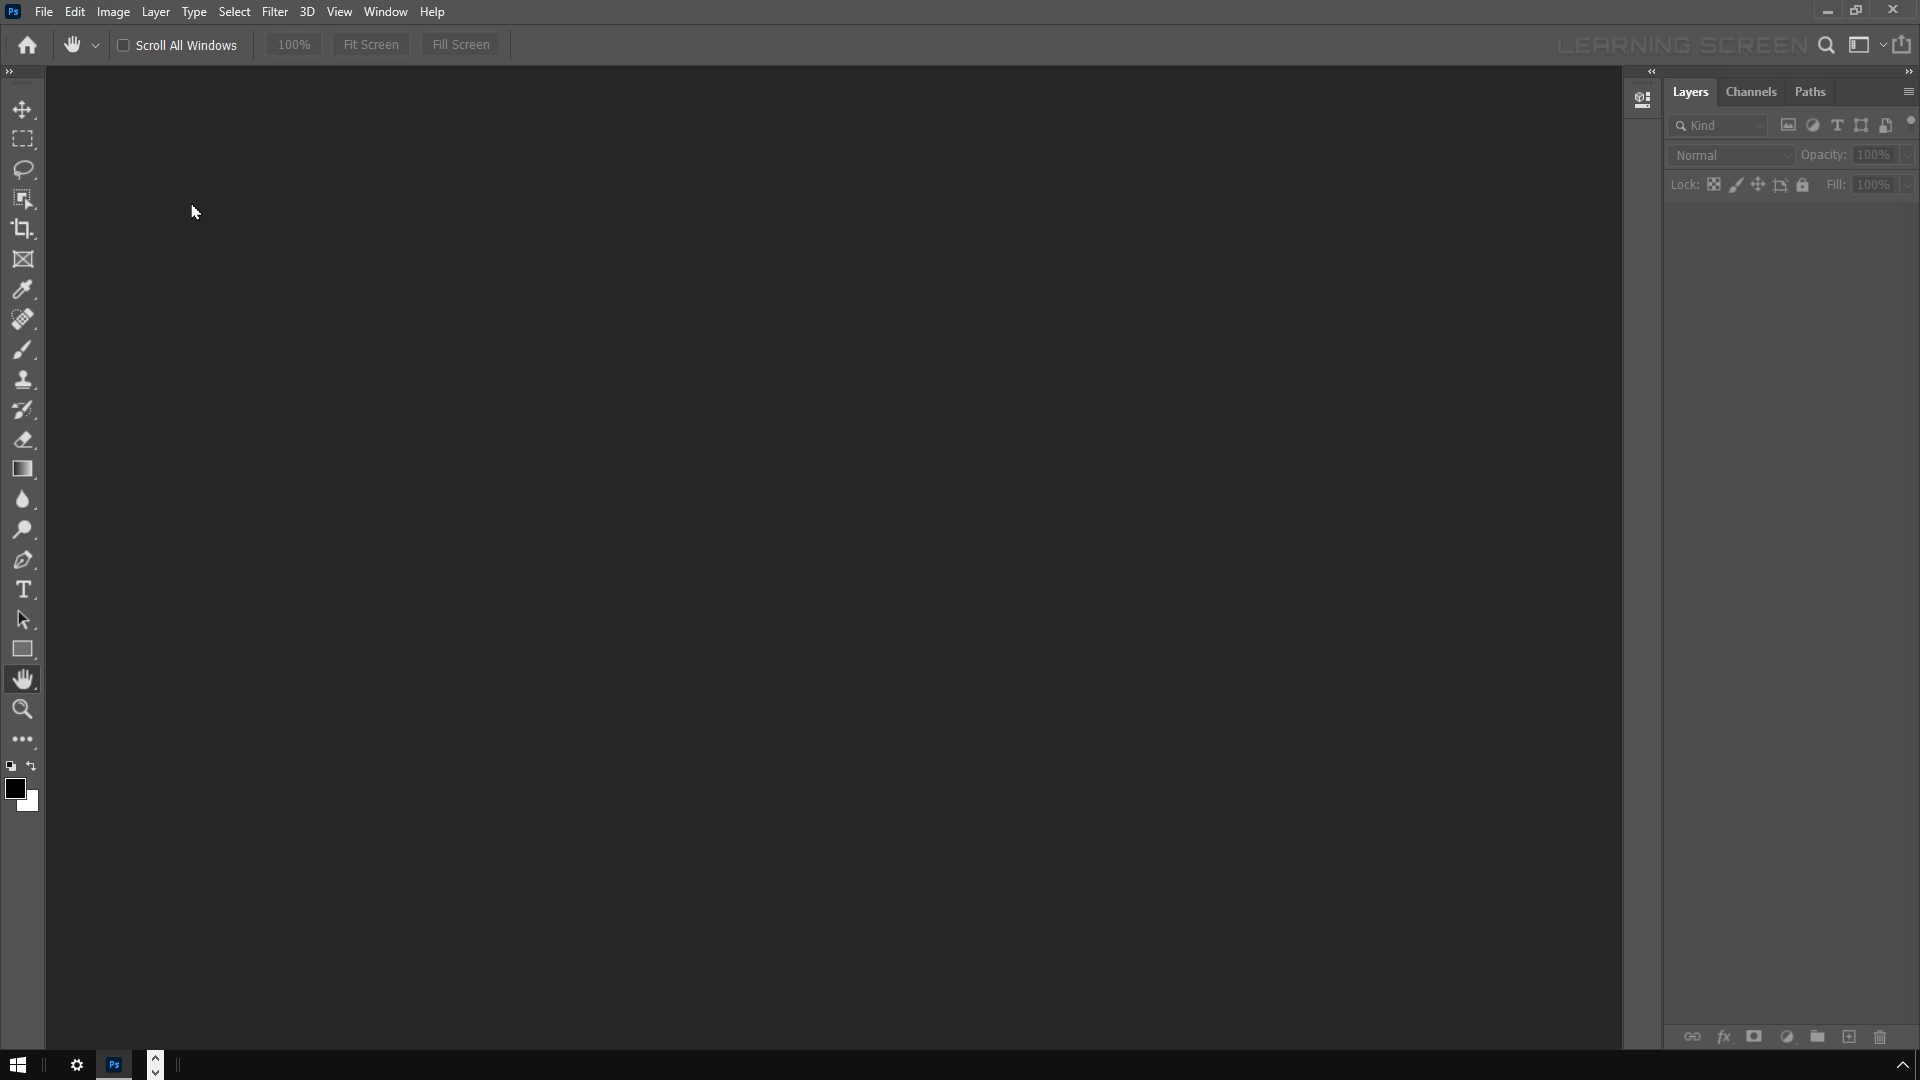 Ps File Edit Image Layer Type Select Filter 3D View Window Help
Scroll All Windows 100% Fit Screen Fill Screen LEARNING SCREEN
Layers Channels Paths
Kind
Normal Opacity: 100%
Lock: Fill: 100%
fx
Ps